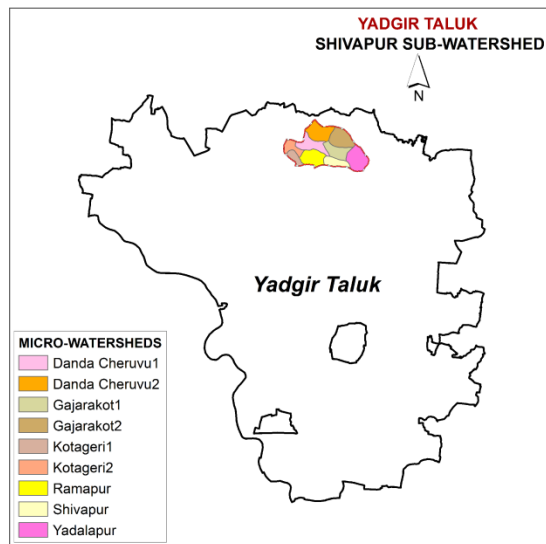 YADGIR TALUK
SHIVAPUR SUB-WATERSHED
N
Yadgir Taluk
MICRO-WATERSHEDS
Danda Cheruvu1
Danda Cheruvu2
Gajarakot1
Gajarakot2
Kotageri1
Kotageri2
Ramapur
Shivapur
Yadalapur